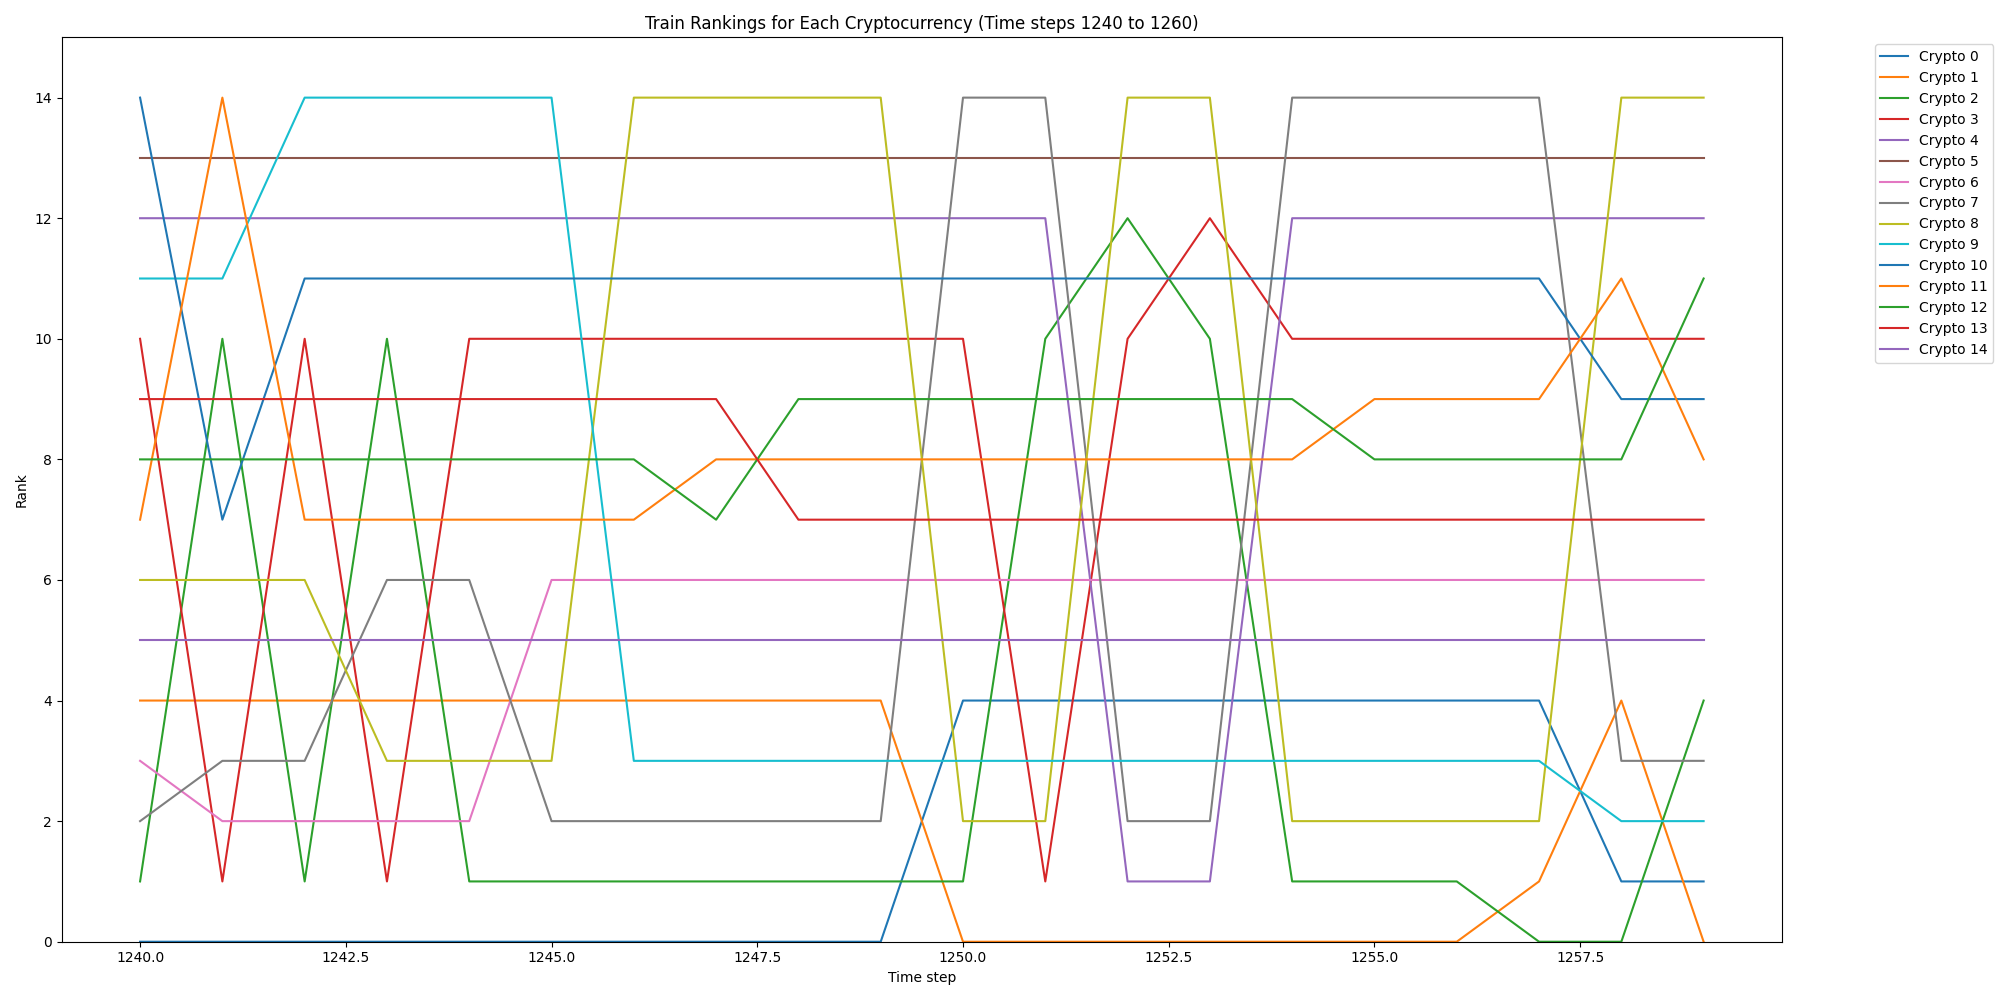 Train Rankings for Each Cryptocurrency (Time steps 1240 to 1260)
Rank
14
12
10
8
6
4
2
0
1240.0
1242.5
1245.0
1247.5
1250.0
1252.5
1255.0
1257.5
Time step
Crypto 0
Crypto 1
Crypto 2
Crypto 3
Crypto 4
Crypto 5
Crypto 6
Crypto 7
Crypto 8
Crypto 9
Crypto 10
Crypto 11
Crypto 12
Crypto 13
Crypto 14